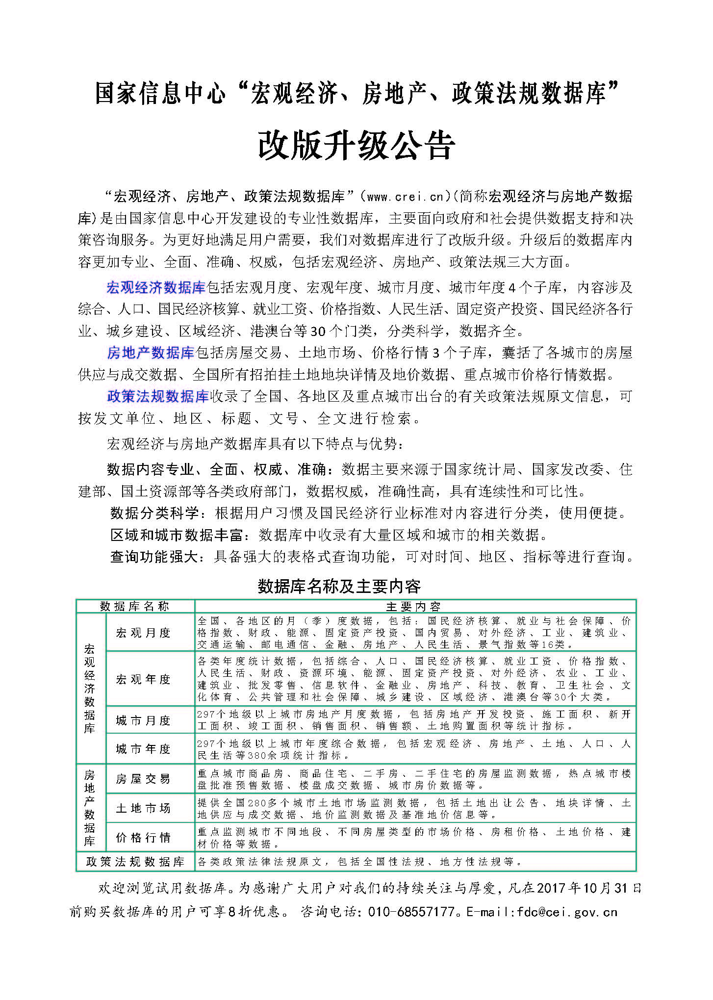 国家信息中心“宏观经济、房地产、政策法规数据库”
改版升级公告
“宏观经济、房地产、政策法规数据库”(www.crei.cn)(简称宏观经济与房地产数据
库)是由国家信息中心开发建设的专业性数据库，主要面向政府和社会提供数据支持和决
策咨询服务。为更好地满足用户需要，我们对数据库进行了改版升级。升级后的数据库内
容更加专业、全面、准确、权威，包括宏观经济、房地产、政策法规三大方面。
宏观经济数据库包括宏观月度、宏观年度、城市月度、城市年度 4 个子库，内容涉及
综合、人口、国民经济核算、就业工资、价格指数、人民生活、固定资产投资、国民经济各行
业、城乡建设、区域经济、港澳台等 30 个门类，分类科学，数据齐全。
房地产数据库包括房屋交易、土地市场、价格行情 3 个子库，囊括了各城市的房屋
供应与成交数据、全国所有招拍挂土地地块详情及地价数据、重点城市价格行情数据。
政策法规数据库收录了全国、各地区及重点城市出台的有关政策法规原文信息，可
按发文单位、地区、标题、文号、全文进行检索。
宏观经济与房地产数据库具有以下特点与优势：
数据内容专业、全面、权威、准确：数据主要来源于国家统计局、国家发改委、住
建部、国土资源部等各类政府部门，数据权威，准确性高，具有连续性和可比性。
数据分类科学：根据用户习惯及国民经济行业标准对内容进行分类，使用便捷。
区域和城市数据丰富：数据库中收录有大量区域和城市的相关数据。
查询功能强大：具备强大的表格式查询功能，可对时间、地区、指标等进行查询。
数据库名称及主要内容
数据库名称 主要内容
宏观经济数据库
宏观月度
全国、各地区的月（季）度数据，包括：国民经济核算、就业与社会保障、价
格指数、财政、能源、固定资产投资、国内贸易、对外经济、工业、建筑业、
交通运输、邮电通信、金融、房地产、人民生活、景气指数等16类。
宏观年度
各类年度统计数据，包括综合、人口、国民经济核算、就业工资、价格指数、
人民生活、财政、资源环境、能源、固定资产投资、对外经济、农业、工业、
建筑业、批发零售、信息软件、金融业、房地产、科技、教育、卫生社会、文
化体育、公共管理和社会保障、城乡建设、区域经济、港澳台等30个大类。
城市月度
297个地级以上城市房地产月度数据，包括房地产开发投资、施工面积、新开
工面积、竣工面积、销售面积、销售额、土地购置面积等统计指标。
城市年度
297个地级以上城市年度综合数据，包括宏观经济、房地产、土地、人口、人
民生活等380余项统计指标。
房地产数据库
房屋交易
重点城市商品房、商品住宅、二手房、二手住宅的房屋监测数据，热点城市楼
盘批准预售数据、楼盘成交数据、城市房价数据等。
土地市场
提供全国280多个城市土地市场监测数据，包括土地出让公告、地块详情、土
地供应与成交数据、地价监测数据及基准地价信息等。
价格行情
重点监测城市不同地段、不同房屋类型的市场价格、房租价格、土地价格、建
材价格等数据。
政策法规数据库
各类政策法律法规原文，包括全国性法规、地方性法规等。
欢迎浏览试用数据库。为感谢广大用户对我们的持续关注与厚爱，凡在2017年10月31日
前购买数据库的用户可享8折优惠。 咨询电话：010-68557177。E-mail:fdc@cei.gov.cn